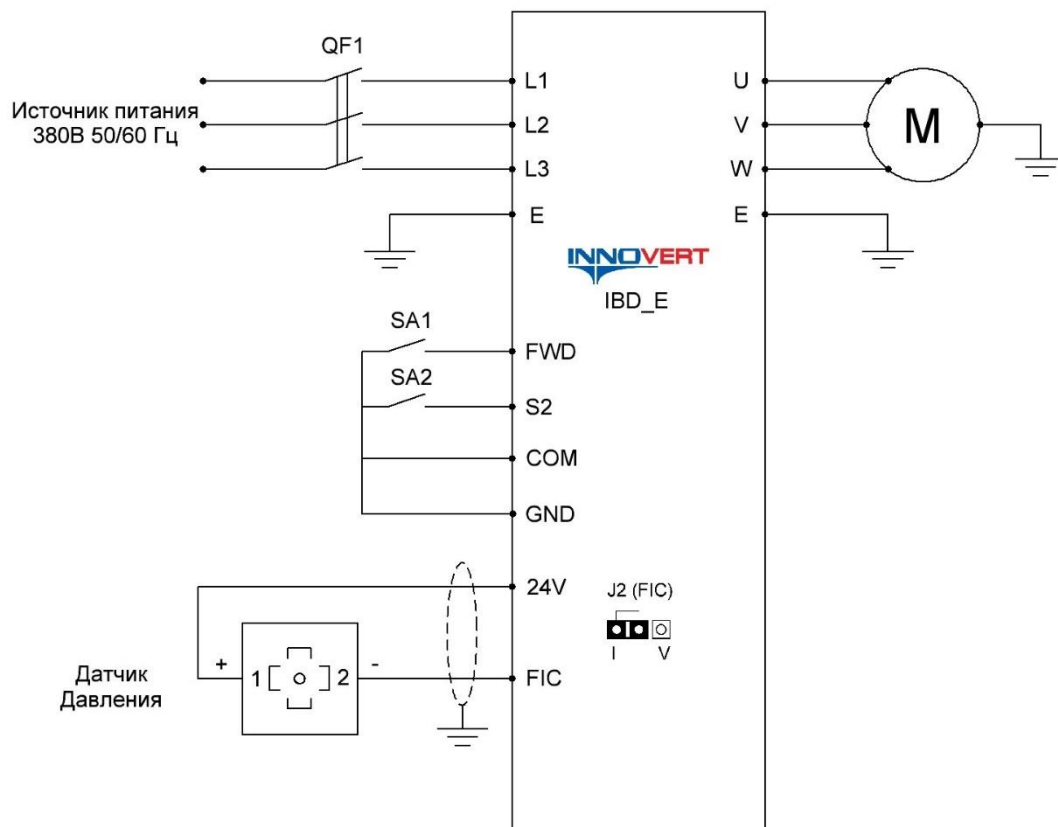 QF1
L1
U
Источник питания
380В 50/60 Гц
L2
V
M
L3
W
E
E
INNOVERT
IBD_E
SA1
FWD
SA2
S2
COM
GND
24V
J2 (FIC)
I V
Датчик
Давления
+
1
2
-
FIC